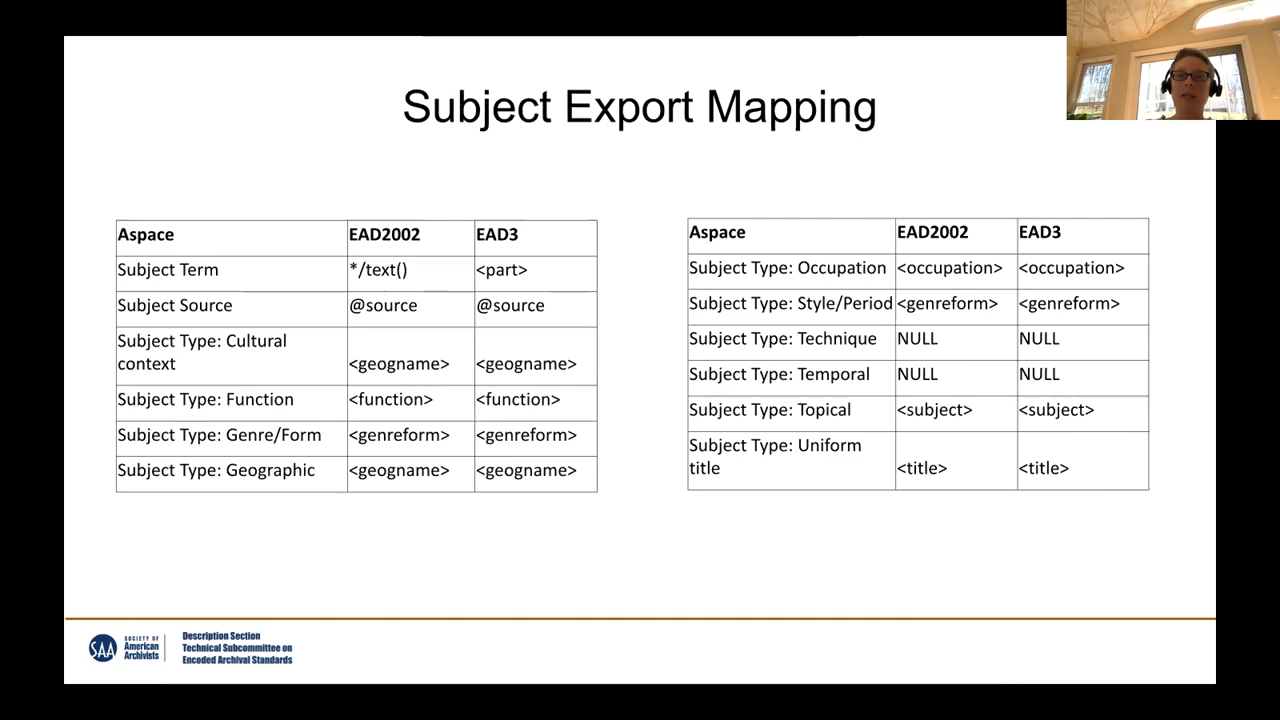 Subject Export Mapping
Aspace EAD2002 EAD3
Subject Term */text() <part>
Subject Source @source @source
Subject Type: Cultural
context <geogname> <geogname>
Subject Type: Function <function> <function>
Subject Type: Genre/Form <genreform> <genreform>
Subject Type: Geographic <geogname> <geogname>
Aspace EAD2002 EAD3
Subject Type: Occupation <occupation> <occupation>
Subject Type: Style/Period <genreform> <genreform>
Subject Type: Technique NULL NULL
Subject Type: Temporal NULL NULL
Subject Type: Topical <subject> <subject>
Subject Type: Uniform
title <title> <title>
SAA
SOCIETY OF
American
Archivists
Description Section
Technical Subcommittee on
Encoded Archival Standards